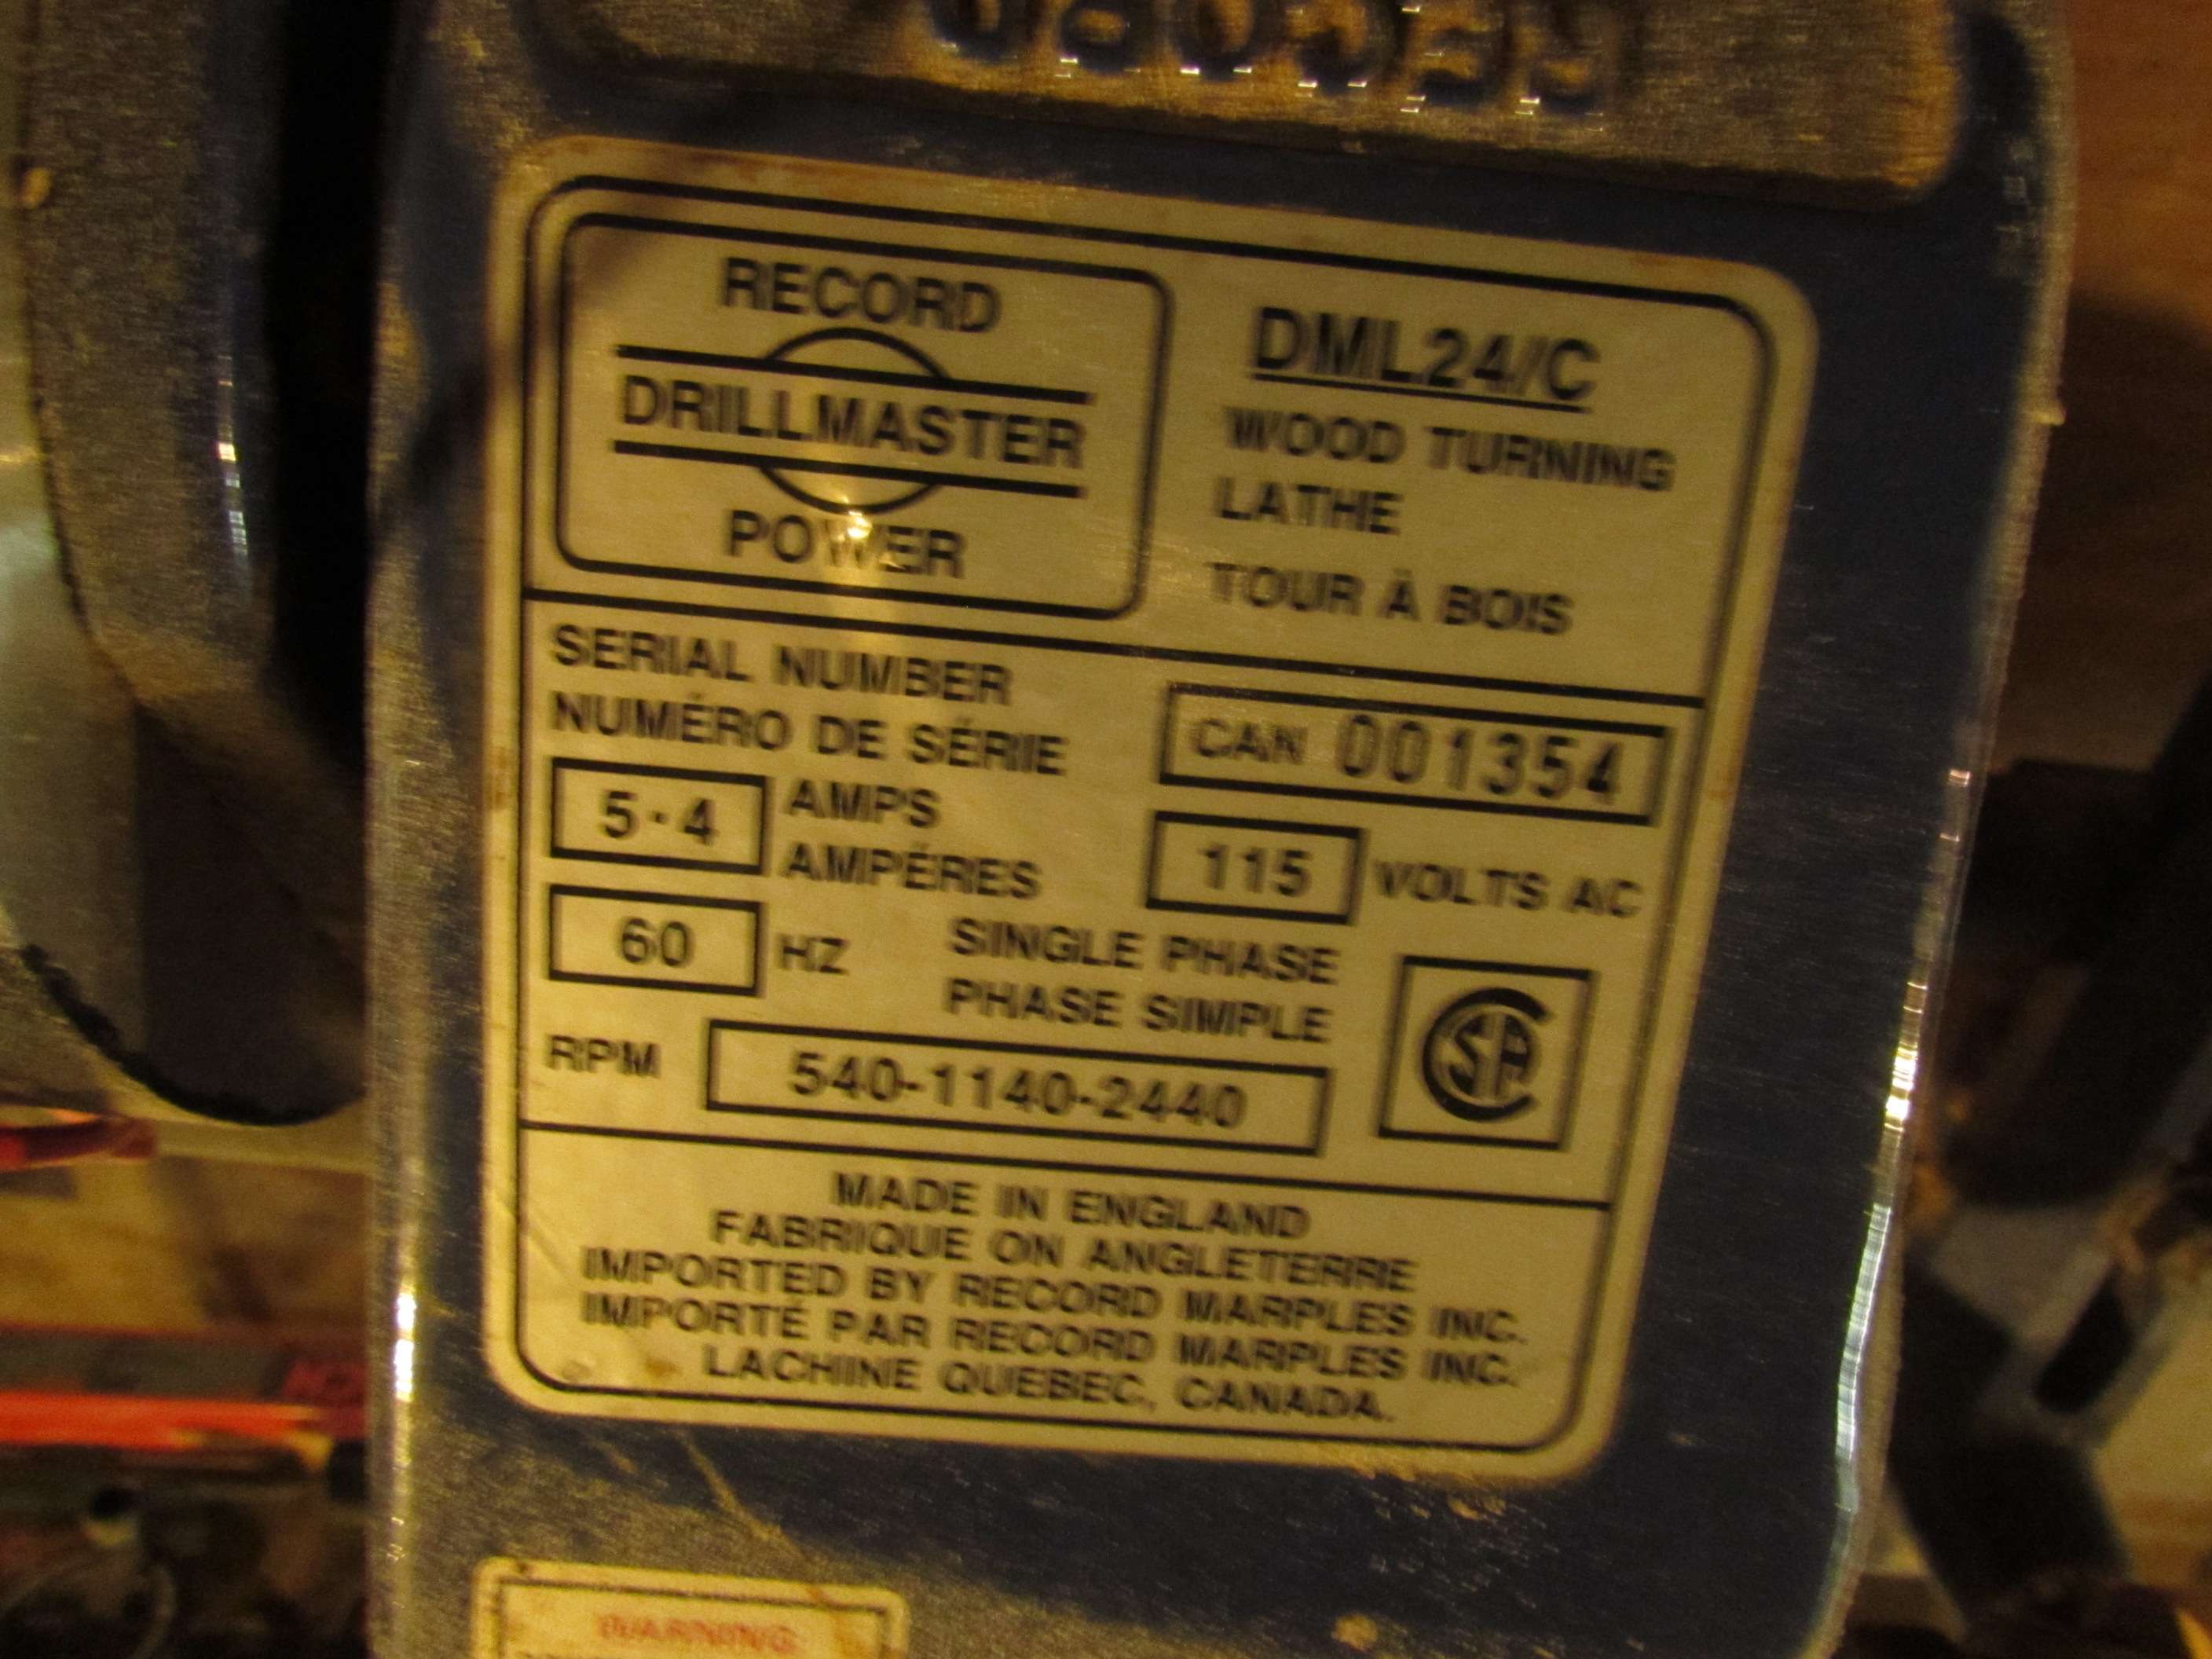 RECORD
RECORD
DRILLMASTER
POWER
DML24//C
WOOD TURNING
LATHE
TOUR À BOIS
SERIAL NUMBER
NUMÉRO DE SÉRIE
CAN 001354
5·4 AMPS
AMPÉRES
115 VOLTS AC
60 HZ
SINGLE PHASE
PHASE SIMPLE
RPM 540-1140-2440
CSA
MADE IN ENGLAND
FABRIQUE ON ANGLETERRE
IMPORTED BY RECORD MARPLES INC.
IMPORTÉ PAR RECORD MARPLES INC.
LACHINE QUEBEC, CANADA.
WARNING